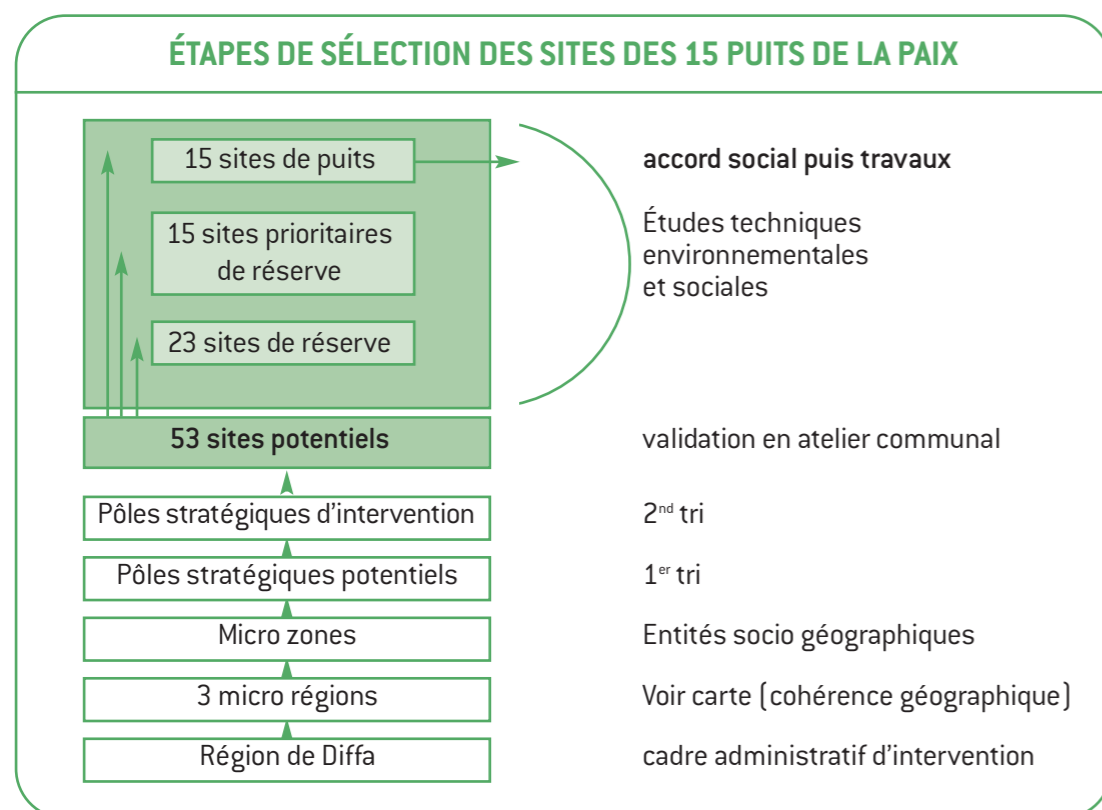 ÉTAPES DE SÉLECTION DES SITES DES 15 PUITS DE LA PAIX
15 sites de puits
accord social puis travaux
15 sites prioritaires
de réserve
Études techniques
environnementales
et sociales
23 sites de réserve
53 sites potentiels
validation en atelier communal
Pôles stratégiques d’intervention
2nd tri
Pôles stratégiques potentiels
1er tri
Micro zones
Entités socio géographiques
3 micro régions
Voir carte (cohérence géographique)
Région de Diffa
cadre administratif d’intervention